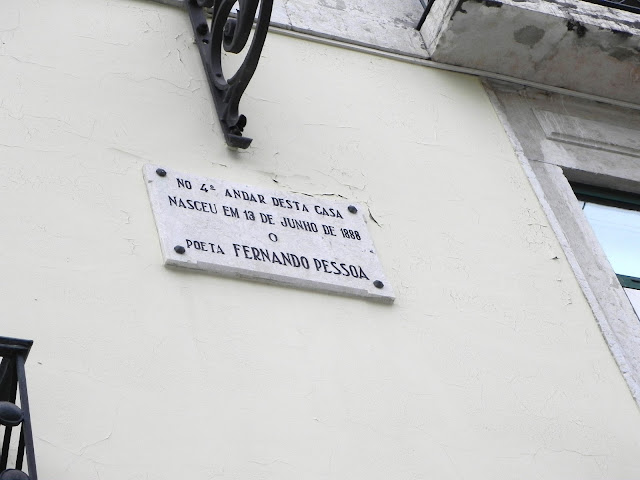 NO 4º ANDAR DESTA CASA
NASCEU EM 13 DE JUNHO DE 1888
O
POETA FERNANDO PESSOA